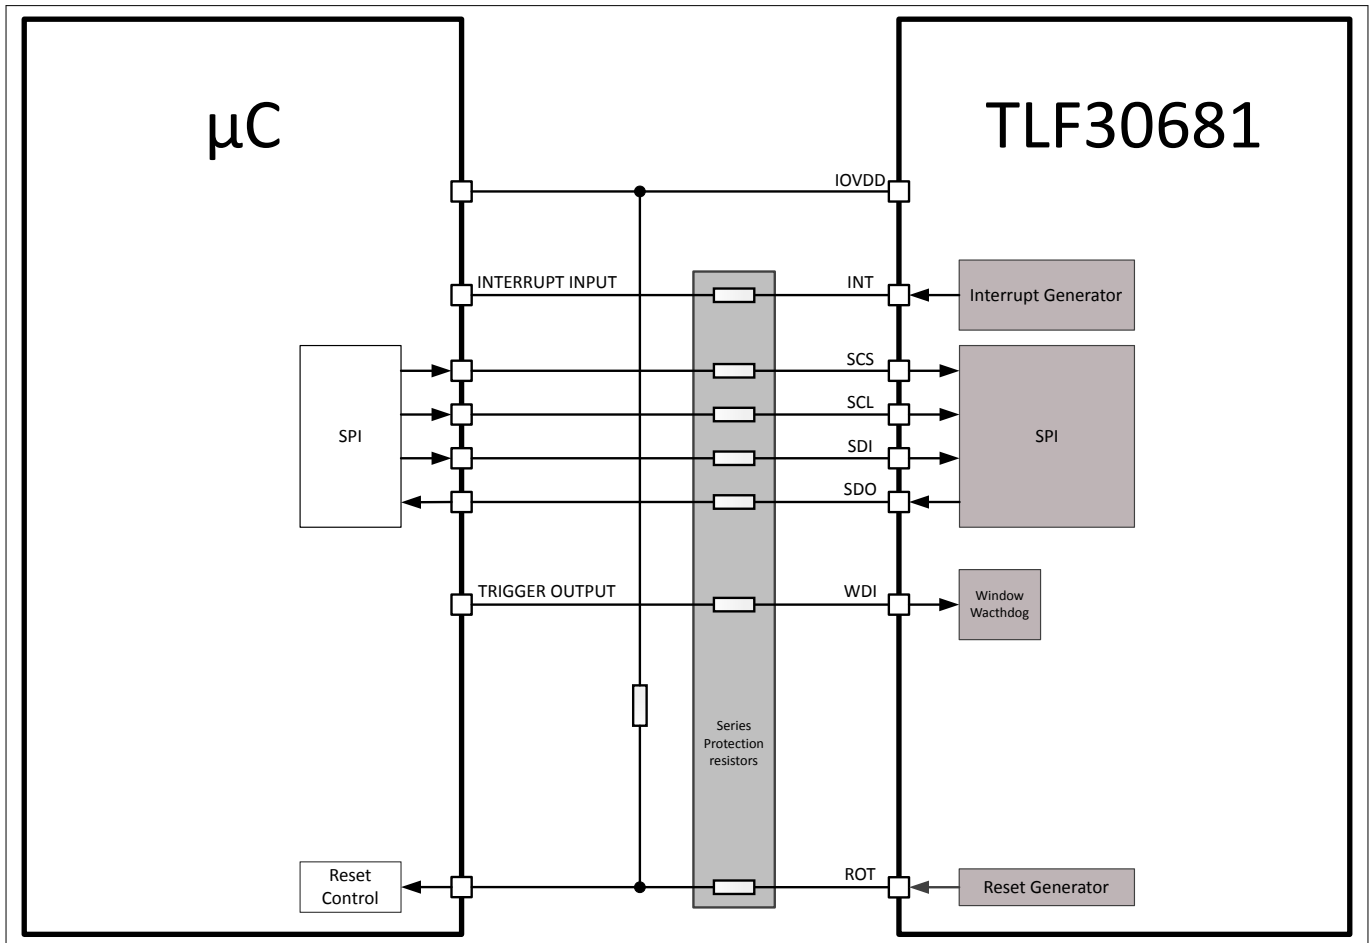 µC
TLF30681
IOVDD
INTERRUPT INPUT
INT
Interrupt Generator
SCS
SCL
SPI
SDI
SPI
SDO
TRIGGER OUTPUT
WDI
Window
Wacthdog
Series
Protection
resistors
Reset
Control
ROT
Reset Generator